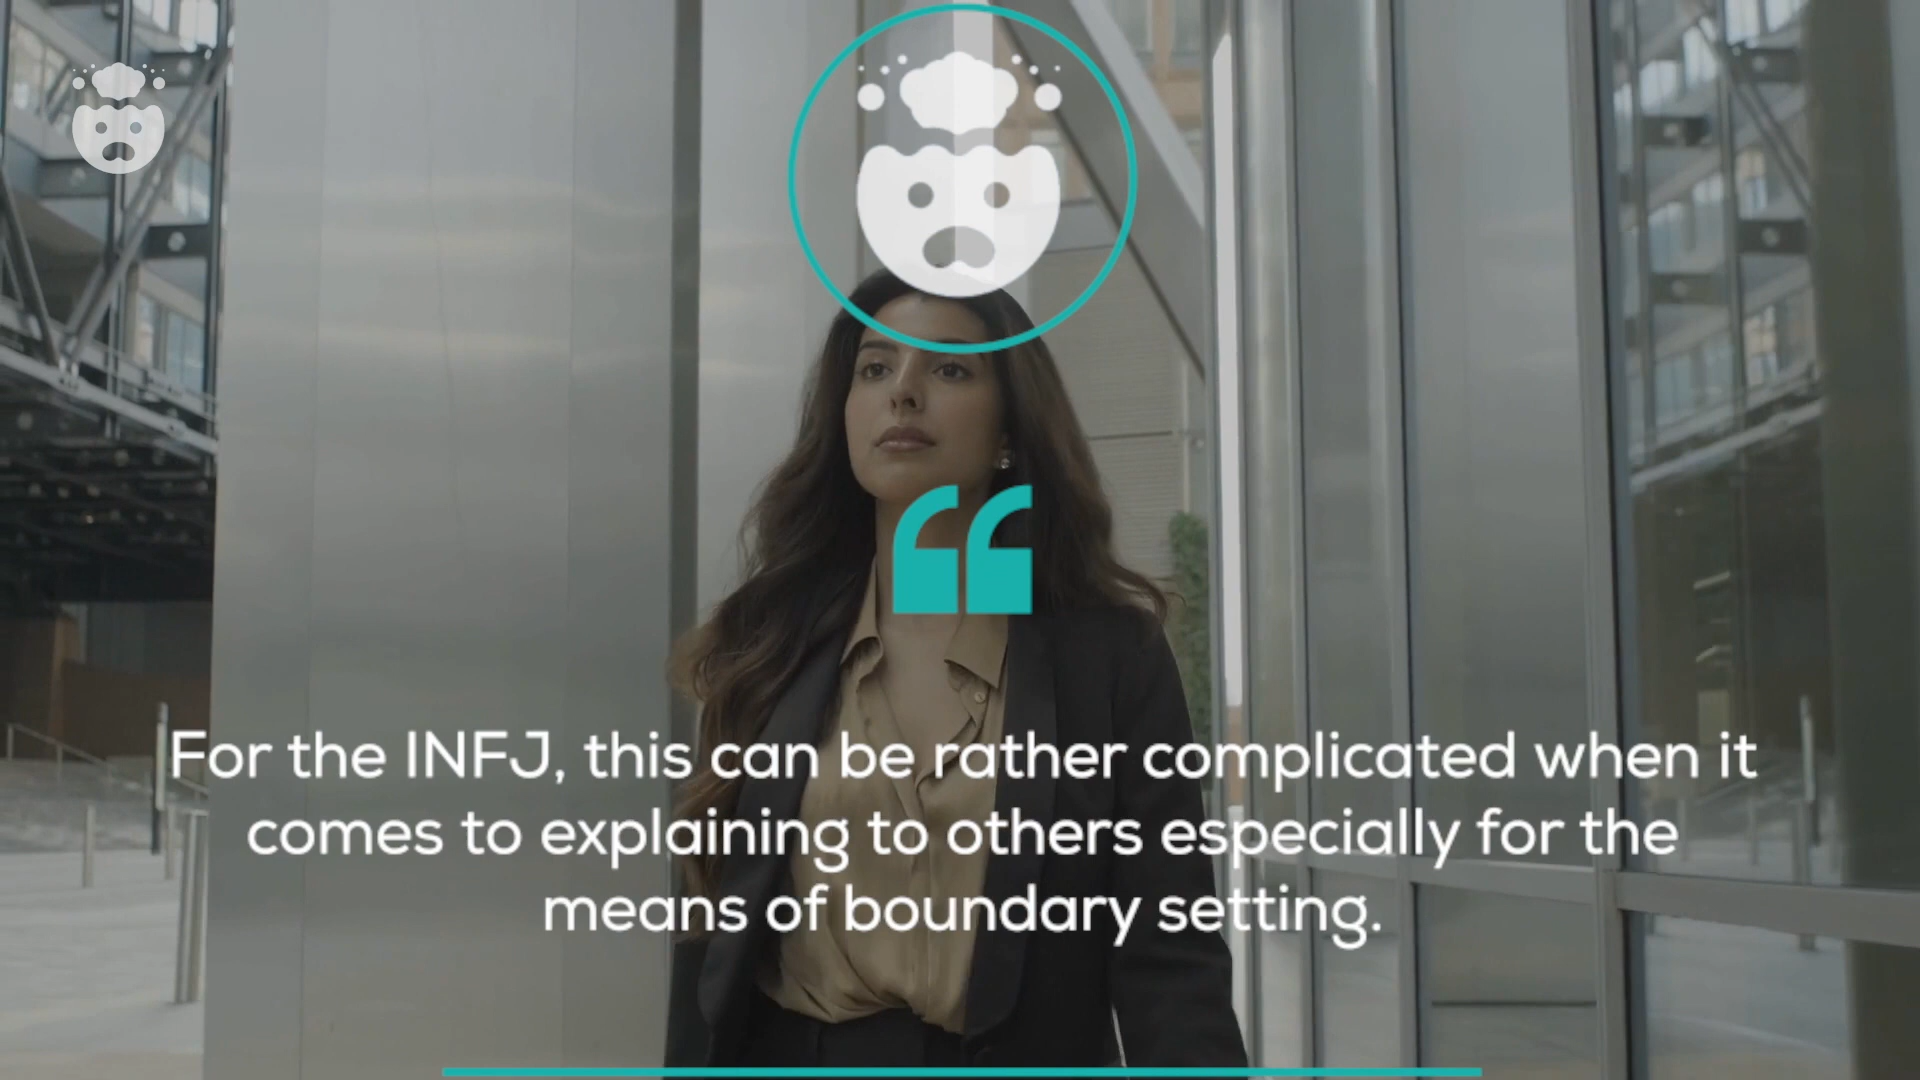 For the INFJ, this can be rather complicated when it
comes to explaining to others especially for the
means of boundary setting.